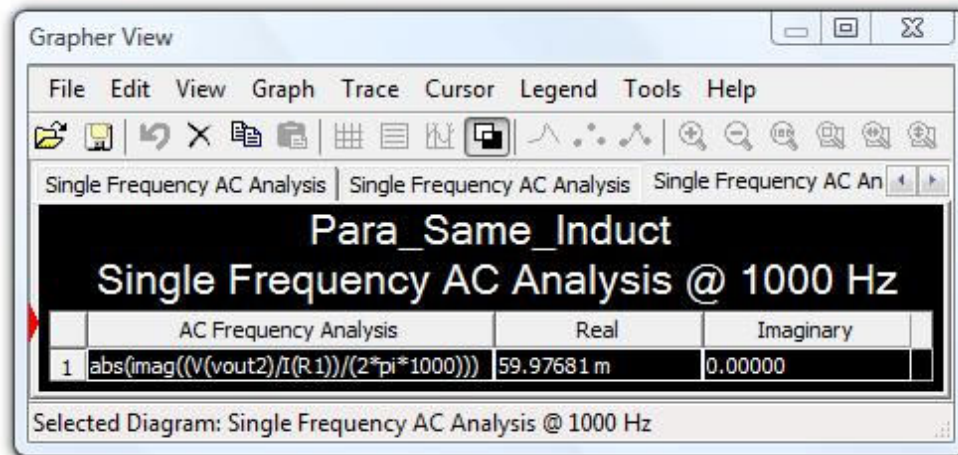 Grapher View
File Edit View Graph Trace Cursor Legend Tools Help
Single Frequency AC Analysis Single Frequency AC Analysis Single Frequency AC An
Para_Same_Induct
Single Frequency AC Analysis @ 1000 Hz
AC Frequency Analysis Real Imaginary
1 abs(imag((V(vout2)/I(R1))/(2*pi*1000))) 59.97681 m 0.00000
Selected Diagram: Single Frequency AC Analysis @ 1000 Hz